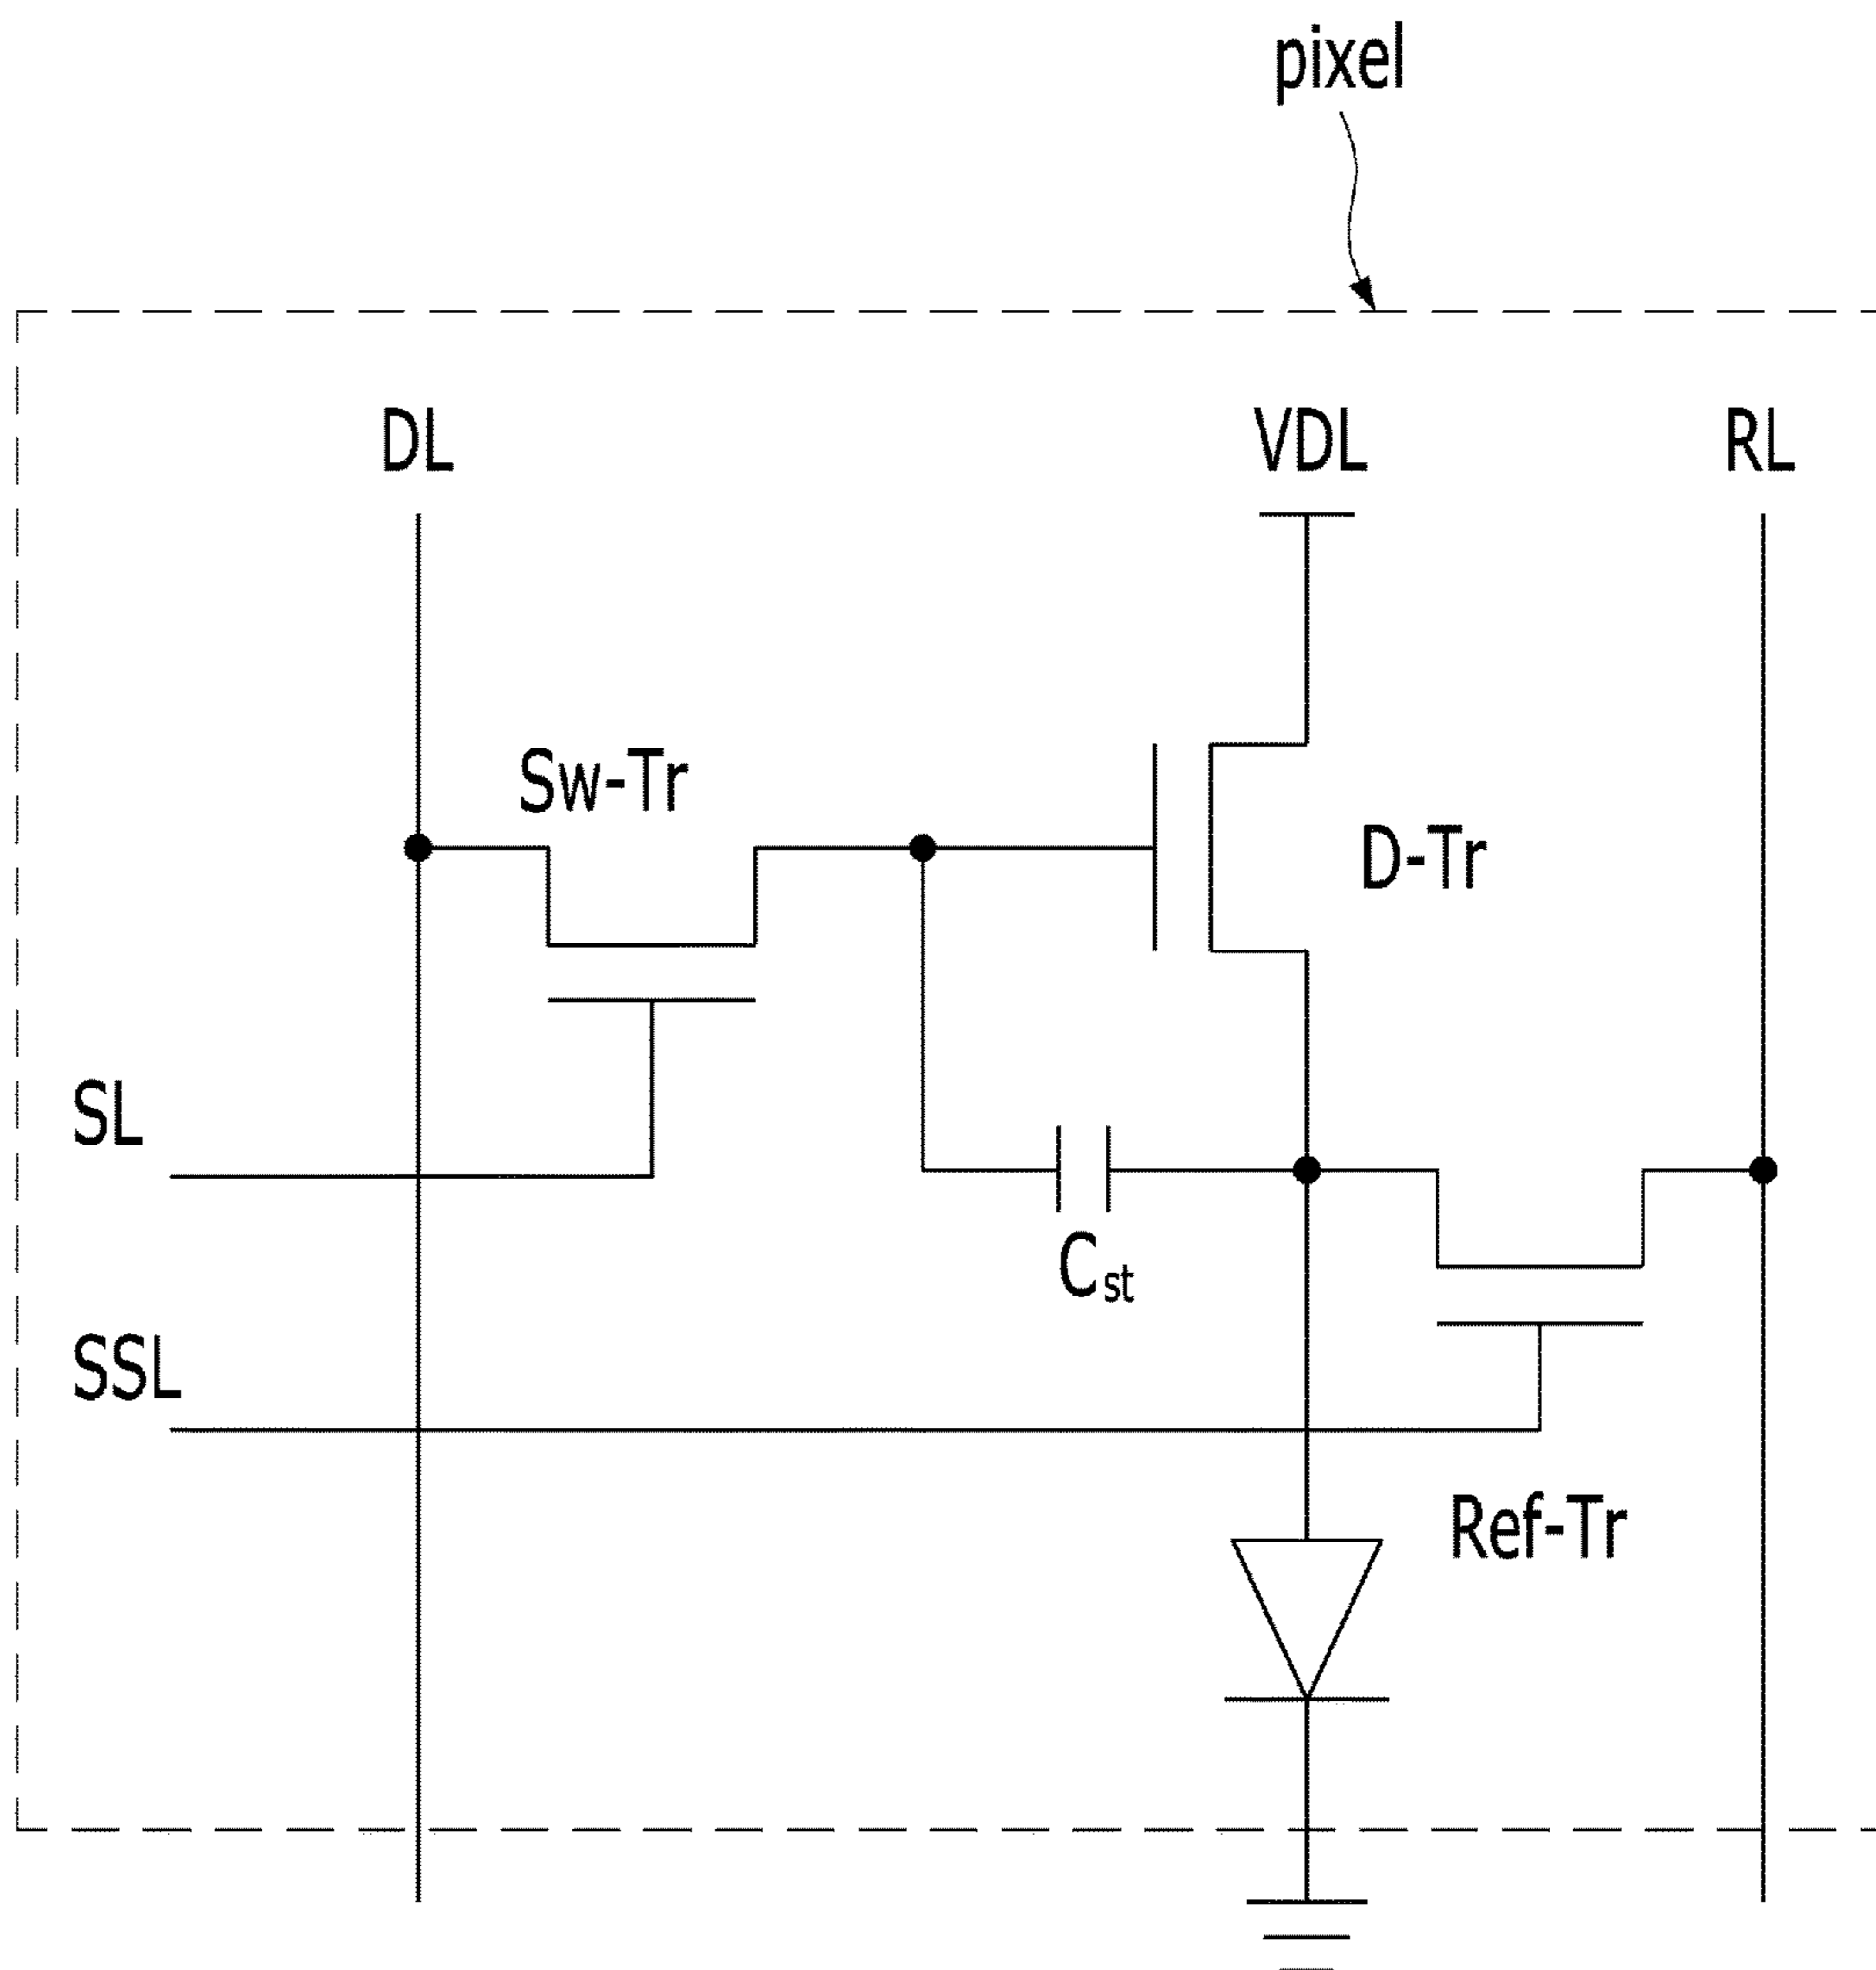 pixel
DL
VDL
RL
Sw-Tr
D-Tr
SL
Cst
SSL
Ref-Tr